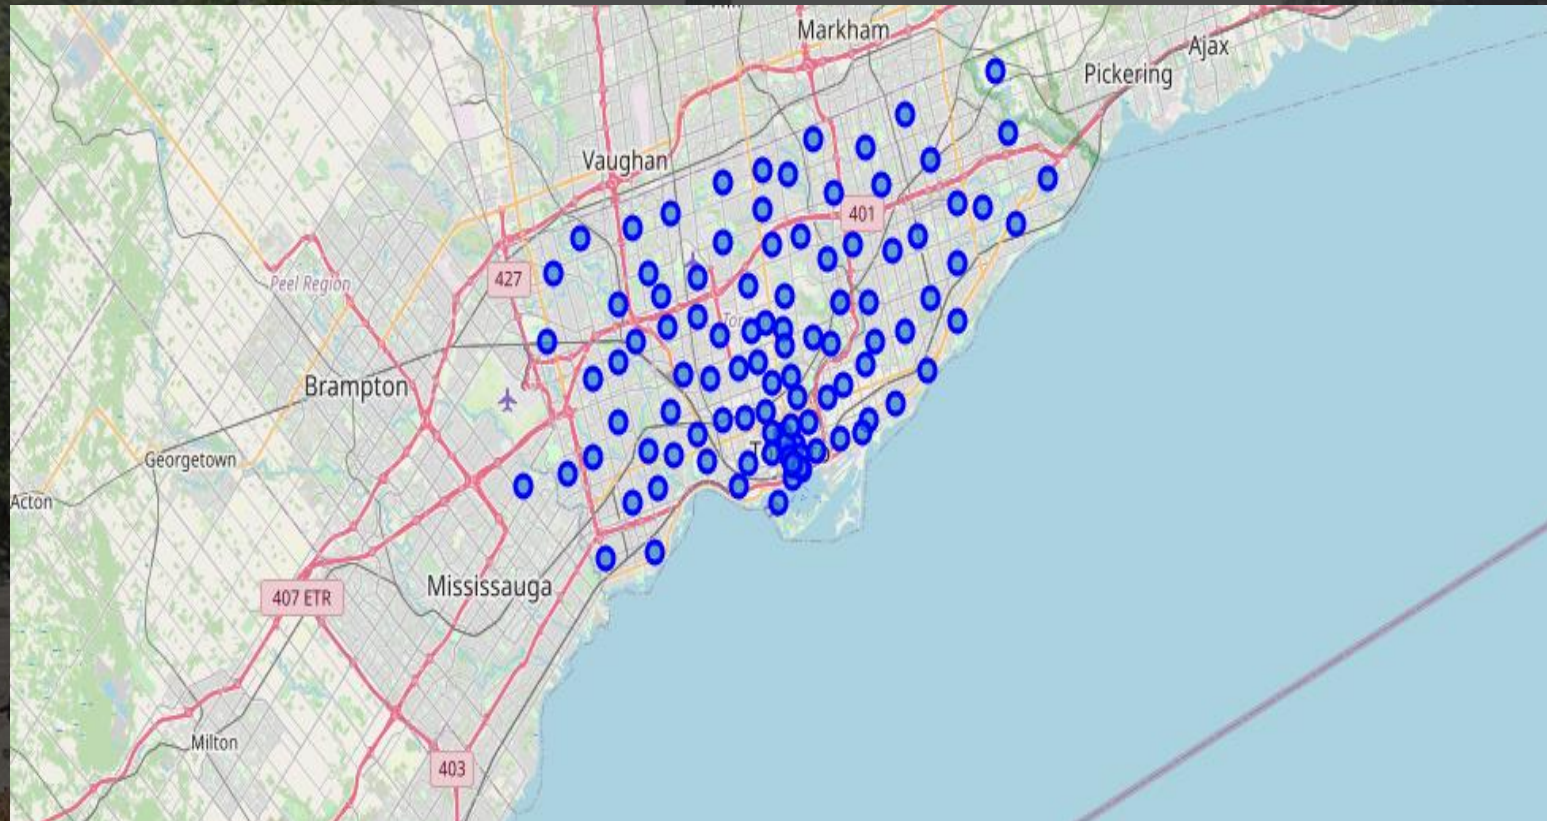 Markham
Ajax
Pickering
Vaughan
401
427
Peel Region
Brampton
Georgetown
Acton
Mississauga
407 ETR
Milton
403